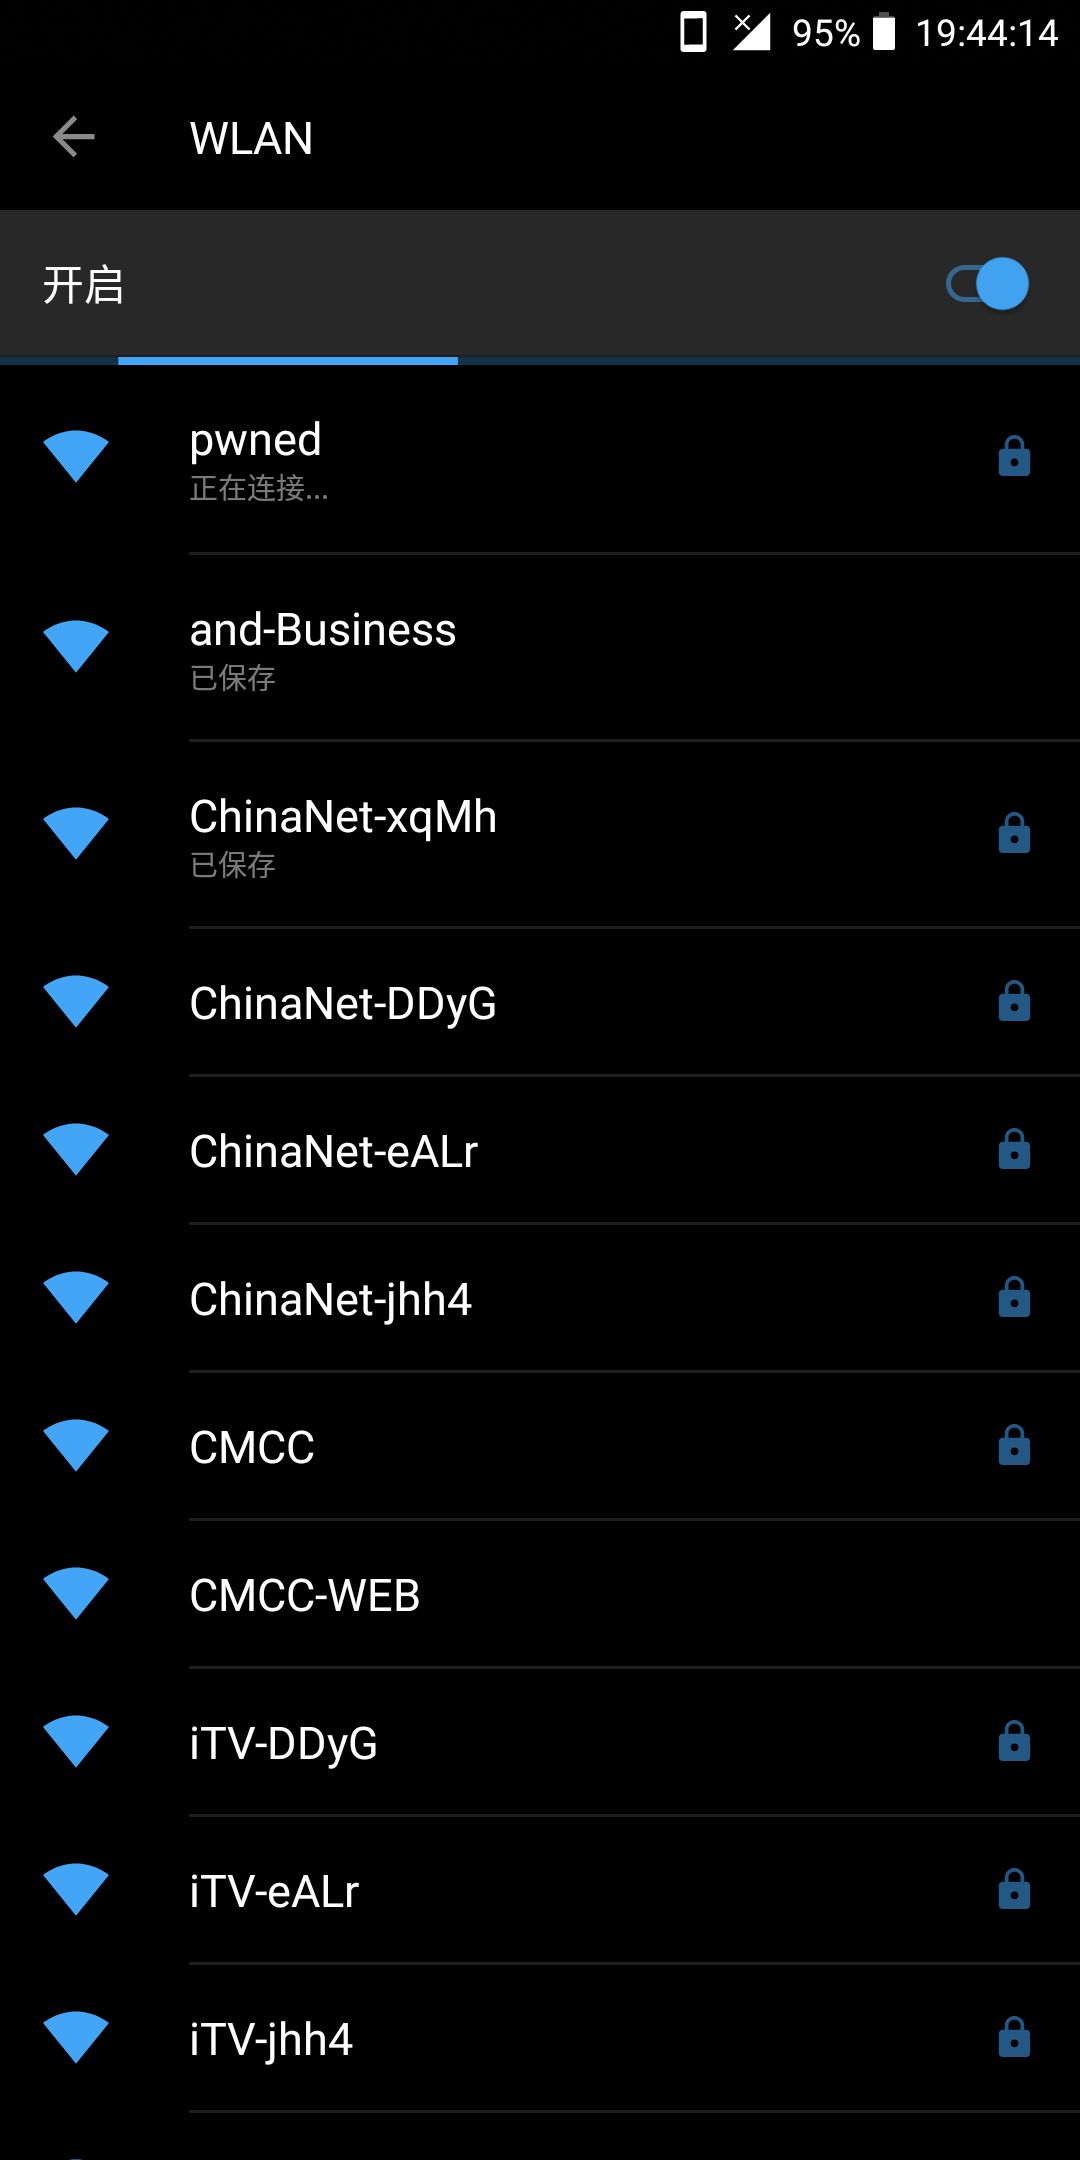 95% 19:44:14
WLAN
开启
pwned
正在连接...
and-Business
已保存
ChinaNet-xqMh
已保存
ChinaNet-DDyG
ChinaNet-eALr
ChinaNet-jhh4
CMCC
CMCC-WEB
iTV-DDyG
iTV-eALr
iTV-jhh4